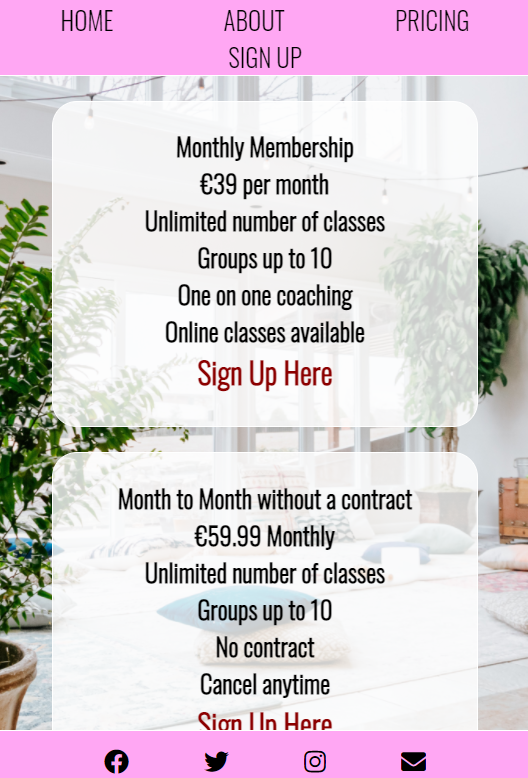 HOME ABOUT PRICING
SIGN UP
Monthly Membership
€39 per month
Unlimited number of classes
Groups up to 10
One on one coaching
Online classes available
Sign Up Here
Month to Month without a contract
€59.99 Monthly
Unlimited number of classes
Groups up to 10
No contract
Cancel anytime
Sign Up Here